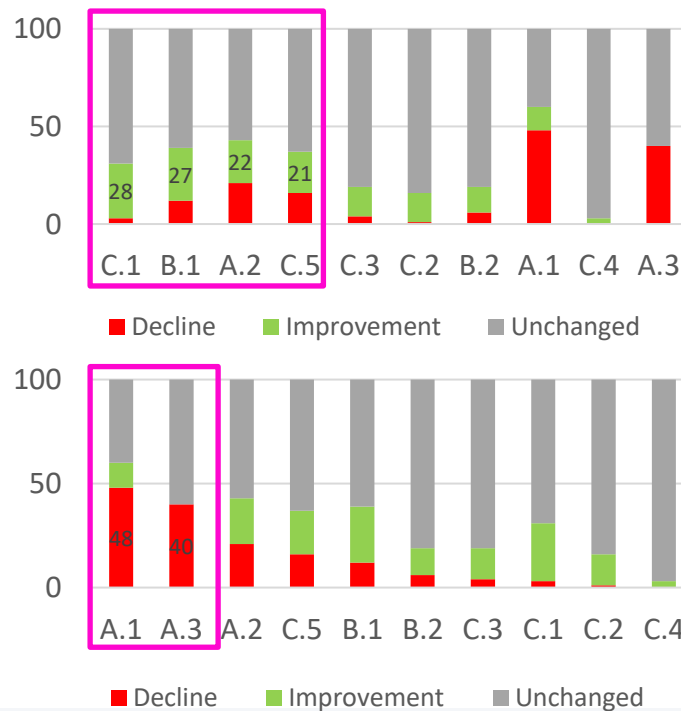 100
50
0
28 27 22 21
C.1 B.1 A.2 C.5 C.3 C.2 B.2 A.1 C.4 A.3
Decline Improvement Unchanged
100
50
0
48 40
A.1 A.3 A.2 C.5 B.1 B.2 C.3 C.1 C.2 C.4
Decline Improvement Unchanged